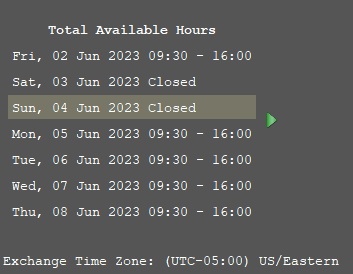 Total Available Hours
Fri, 02 Jun 2023 09:30 - 16:00
Sat, 03 Jun 2023 Closed
Sun, 04 Jun 2023 Closed
Mon, 05 Jun 2023 09:30 - 16:00
Tue, 06 Jun 2023 09:30 - 16:00
Wed, 07 Jun 2023 09:30 - 16:00
Thu, 08 Jun 2023 09:30 - 16:00
Exchange Time Zone: (UTC-05:00) US/Eastern